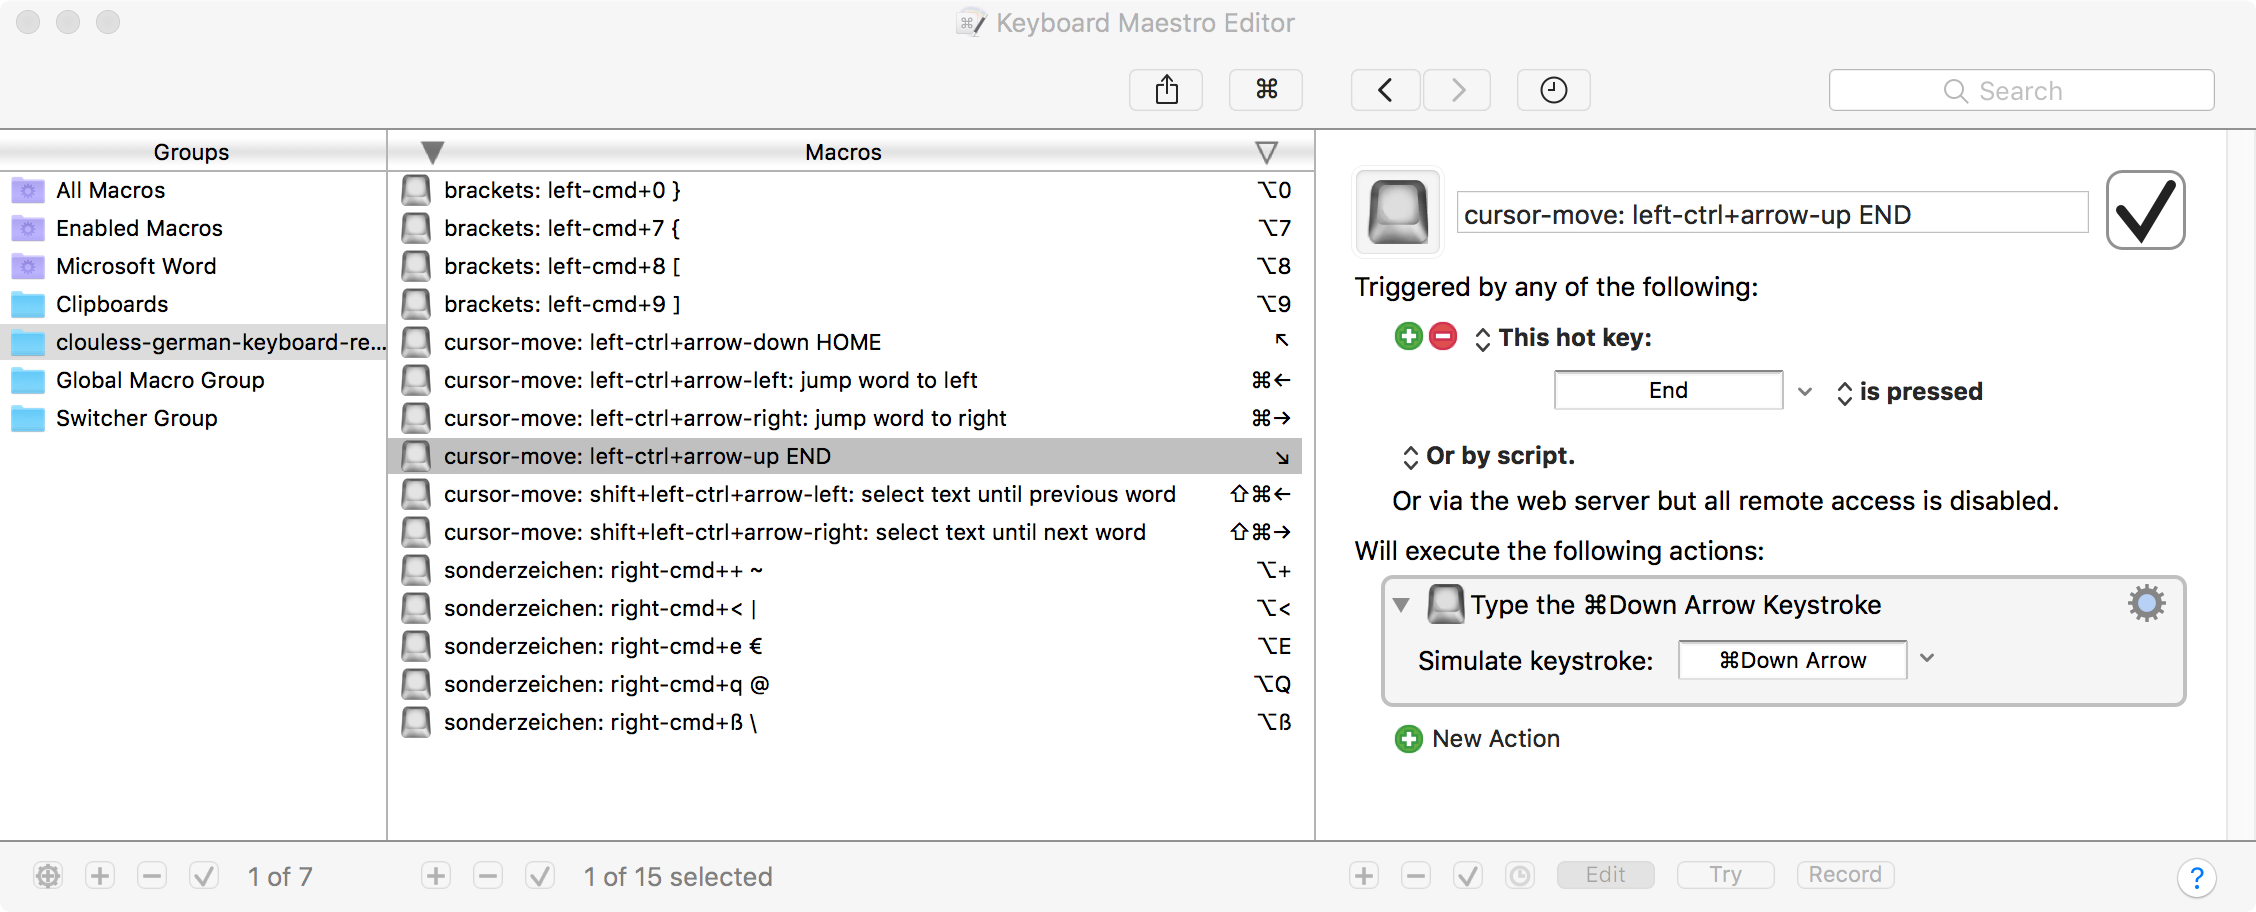 Keyboard Maestro Editor
⌘
Search
Groups
All Macros
Enabled Macros
Microsoft Word
Clipboards
clouless-german-keyboard-re...
Global Macro Group
Switcher Group
Macros
brackets: left-cmd+0 } ⌥0
brackets: left-cmd+7 { ⌥7
brackets: left-cmd+8 [ ⌥8
brackets: left-cmd+9 ] ⌥9
cursor-move: left-ctrl+arrow-down HOME ↖
cursor-move: left-ctrl+arrow-left: jump word to left ⌘←
cursor-move: left-ctrl+arrow-right: jump word to right ⌘→
cursor-move: left-ctrl+arrow-up END ↘
cursor-move: shift+left-ctrl+arrow-left: select text until previous word ⇧⌘←
cursor-move: shift+left-ctrl+arrow-right: select text until next word ⇧⌘→
sonderzeichen: right-cmd++ ~ ⌥+
sonderzeichen: right-cmd+< | ⌥<
sonderzeichen: right-cmd+e € ⌥E
sonderzeichen: right-cmd+q @ ⌥Q
sonderzeichen: right-cmd+ß \ ⌥ß
cursor-move: left-ctrl+arrow-up END
Triggered by any of the following:
This hot key:
End is pressed
Or by script.
Or via the web server but all remote access is disabled.
Will execute the following actions:
Type the ⌘Down Arrow Keystroke
Simulate keystroke: ⌘Down Arrow
New Action
1 of 7
1 of 15 selected
Edit Try Record ?